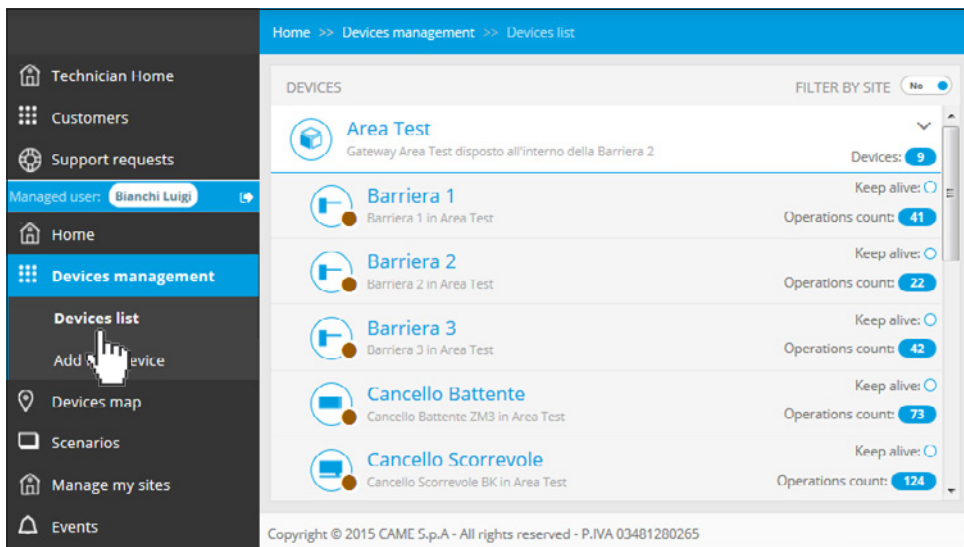 Home >> Devices management >> Devices list
Technician Home
Customers
Support requests
Managed user: Bianchi Luigi
Home
Devices management
Devices list
Add evice
Devices map
Scenarios
Manage my sites
Events
DEVICES
FILTER BY SITE No
Area Test
Gateway Area Test disposto all'interno della Barriera 2
Devices: 9
Barriera 1
Barriera 1 in Area Test
Keep alive:
Operations count: 41
Barriera 2
Barriera 2 in Area Test
Keep alive:
Operations count: 22
Barriera 3
Barriera 3 in Area Test
Keep alive:
Operations count: 42
Cancello Battente
Cancello Battente ZM3 in Area Test
Keep alive:
Operations count: 73
Cancello Scorrevole
Cancello Scorrevole BK in Area Test
Keep alive:
Operations count: 124
Copyright © 2015 CAME S.p.A - All rights reserved - P.IVA 03481280265